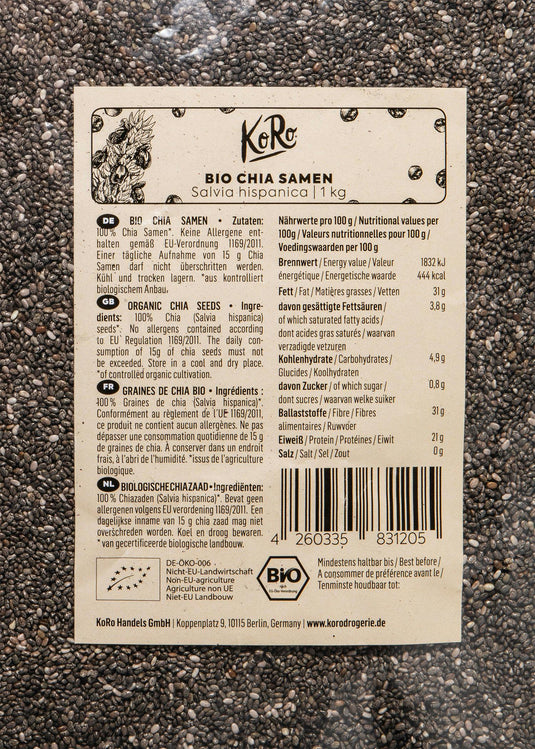 KoRo
BIO CHIA SAMEN
Salvia hispanica | 1 kg
DE BIO CHIA SAMEN • Zutaten:
100% Chia Samen*. Keine Allergene ent-
halten gemäß EU-Verordnung 1169/2011.
Einer tägliche Aufnahme von 15 g Chia
Samen darf nicht überschritten werden.
Kühl und trocken lagern. *aus kontrolliert
biologischem Anbau.
GB ORGANIC CHIA SEEDS • Ingre-
dients: 100% Chia (Salvia hispanica)
seeds*. No allergens contained according
to EU Regulation 1169/2011. The daily con-
sumption of 15g of chia seeds must not
be exceeded. Store in a cool and dry place.
*of controlled organic cultivation.
FR GRAINES DE CHIA BIO • Ingrédients :
100 % Graines de chia (Salvia hispanica)*.
Conformément au règlement de l'UE 1169/2011,
ce produit ne contient aucun allergènes. Ne pas
dépasser une consommation quotidienne de 15 g
de graines de chia. À conserver dans un endroit
frais, à l'abri de l'humidité. *issus de l'agriculture
biologique.
NL BIOLOGISCHE CHIAZAAD • Ingrediënten:
100 % Chiazaden (Salvia hispanica)*. Bevat geen
allergenen volgens EU verordening 1169/2011. Een
dagelijkse inname van 15 g chia zaad mag niet
overschreden worden. Koel en droog bewaren.
* van gecertificeerde biologische landbouw.
Nährwerte pro 100 g / Nutritional values per
100g / Valeurs nutritionnelles pour 100 g /
Voedingswaarden per 100 g
Brennwert / Energy value / Valeur 1832 kJ
énergétique / Energetische waarde 444 kcal
Fett / Fat / Matières grasses / Vetten 31 g
davon gesättigte Fettsäuren / 3,8 g
of which saturated fatty acids /
dont acides gras saturés / waarvan
verzadigde vetzuren
Kohlenhydrate / Carbohydrates / 4,9 g
Glucides / Koolhydraten
davon Zucker / of which sugar / 0,8 g
dont sucres / waarvan welke suiker
Ballaststoffe / Fibre / Fibres 31 g
alimentaires / Ruwvoer
Eiweiß / Protein / Protéines / Eiwit 21 g
Salz / Salt / Sel / Zout 0 g
4 260335 831205
DE-ÖKO-006
Nicht-EU-Landwirtschaft
Non-EU-agriculture
Agriculture non UE
Niet-EU Landbouw
Bio
Mindestens haltbar bis / Best before /
A consommer de préférence avant le /
Tenminste houdbaar tot:
KoRo Handels GmbH | Koppenplatz 9, 10115 Berlin, Germany | www.korodrogerie.de